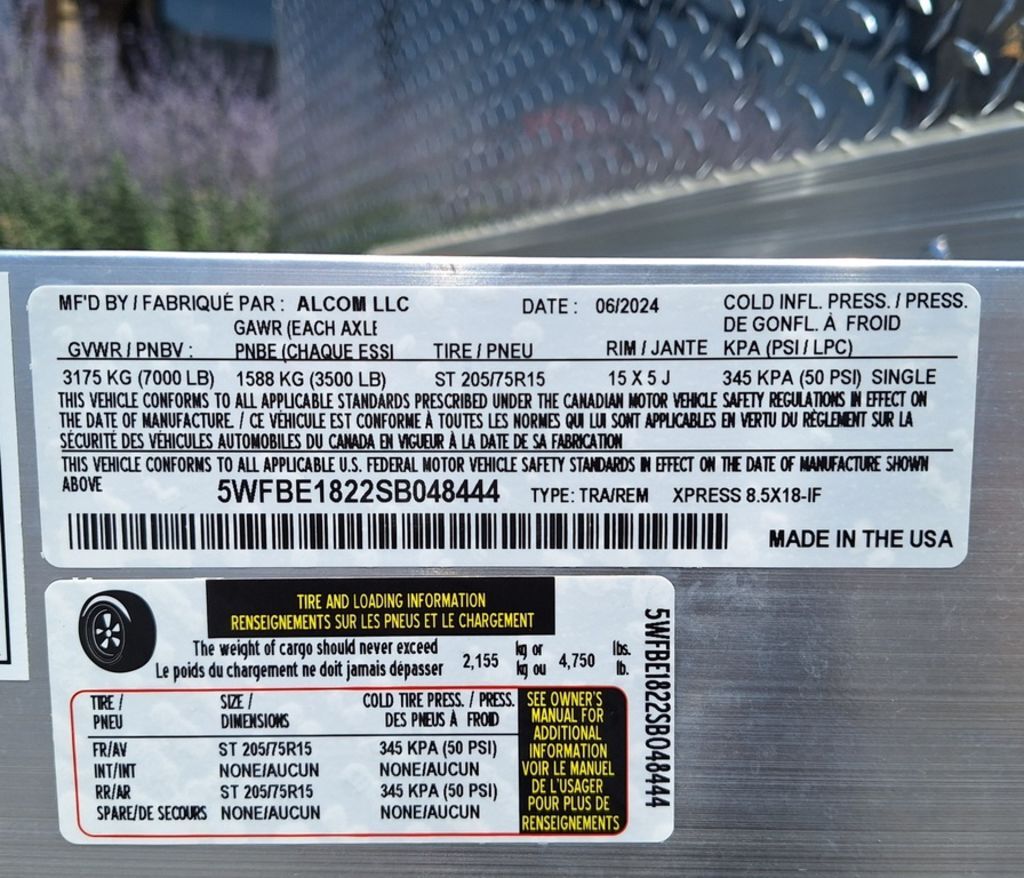 MF'D BY / FABRIQUÉ PAR : ALCOM LLC DATE : 06/2024 COLD INFL. PRESS. / PRESS.
GAWR (EACH AXLE DE GONFL. À FROID
GVWR / PNBV : PNBE (CHAQUE ESSI TIRE / PNEU RIM / JANTE KPA (PSI / LPC)
3175 KG (7000 LB) 1588 KG (3500 LB) ST 205/75R15 15 X 5 J 345 KPA (50 PSI) SINGLE
THIS VEHICLE CONFORMS TO ALL APPLICABLE STANDARDS PRESCRIBED UNDER THE CANADIAN MOTOR VEHICLE SAFETY REGULATIONS IN EFFECT ON
THE DATE OF MANUFACTURE. / CE VÉHICULE EST CONFORME À TOUTES LES NORMES QUI LUI SONT APPLICABLES EN VERTU DU RÈGLEMENT SUR LA
SÉCURITÉ DES VÉHICULES AUTOMOBILES DU CANADA EN VIGUEUR À LA DATE DE SA FABRICATION
THIS VEHICLE CONFORMS TO ALL APPLICABLE U.S. FEDERAL MOTOR VEHICLE SAFETY STANDARDS IN EFFECT ON THE DATE OF MANUFACTURE SHOWN
ABOVE 5WFBE1822SB048444 TYPE: TRA/REM XPRESS 8.5X18-IF
MADE IN THE USA
TIRE AND LOADING INFORMATION
RENSEIGNEMENTS SUR LES PNEUS ET LE CHARGEMENT
The weight of cargo should never exceed 2,155 kg or 4,750 lbs.
Le poids du chargement ne doit jamais dépasser kg ou lb.
TIRE / SIZE / COLD TIRE PRESS. / PRESS.
PNEU DIMENSIONS DES PNEUS À FROID
FR/AV ST 205/75R15 345 KPA (50 PSI)
INT/INT NONE/AUCUN NONE/AUCUN
RR/AR ST 205/75R15 345 KPA (50 PSI)
SPARE/DE SECOURS NONE/AUCUN NONE/AUCUN
SEE OWNER'S
MANUAL FOR
ADDITIONAL
INFORMATION
VOIR LE MANUEL
DE L'USAGER
POUR PLUS DE
RENSEIGNEMENTS
5WFBE1822SB048444